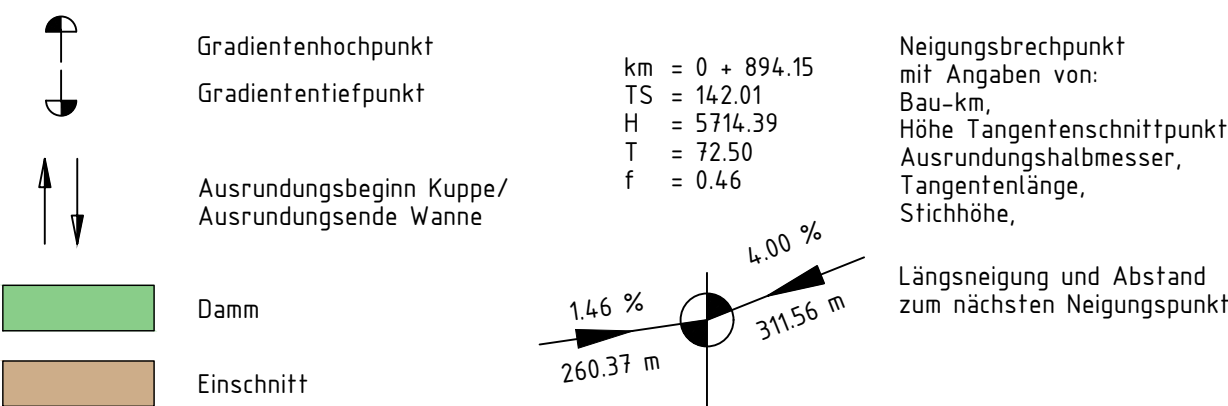 Gradientenhochpunkt
Gradiententiefpunkt
Ausrundungsbeginn Kuppe/
Ausrundungsende Wanne
Damm
Einschnitt
km = 0 + 894.15
TS = 142.01
H = 5714.39
T = 72.50
f = 0.46
1.46 %
260.37 m
4.00 %
311.56 m
Neigungsbrechpunkt
mit Angaben von:
Bau-km,
Höhe Tangentenschnittpunkt
Ausrundungshalbmesser,
Tangentenlänge,
Stichhöhe,
Längsneigung und Abstand
zum nächsten Neigungspunkt